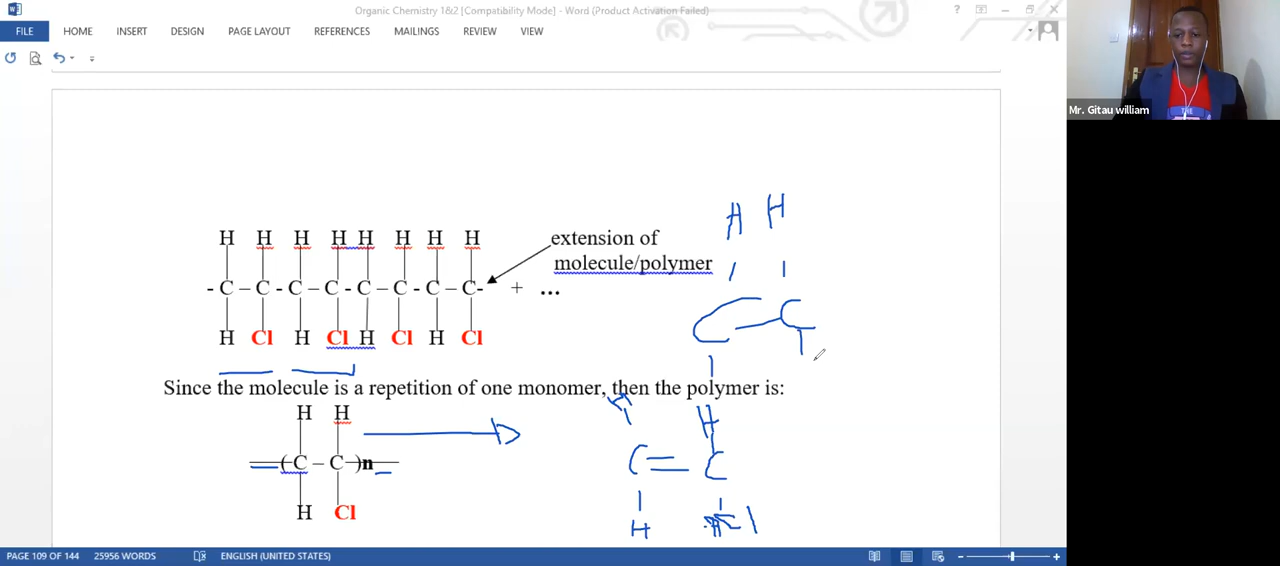 Organic Chemistry 1&2 [Compatibility Mode] - Word (Product Activation Failed)
FILE HOME INSERT DESIGN PAGE LAYOUT REFERENCES MAILINGS REVIEW VIEW
Mr. Gitau william
H H
H H H H H H H H extension of
molecule/polymer
- C – C - C – C - C – C - C – C- + ...
C C
H Cl H Cl H Cl H Cl
Since the molecule is a repetition of one monomer, then the polymer is:
H H H
( C – C )n C = C
H Cl H Cl
PAGE 109 OF 144 25956 WORDS ENGLISH (UNITED STATES)